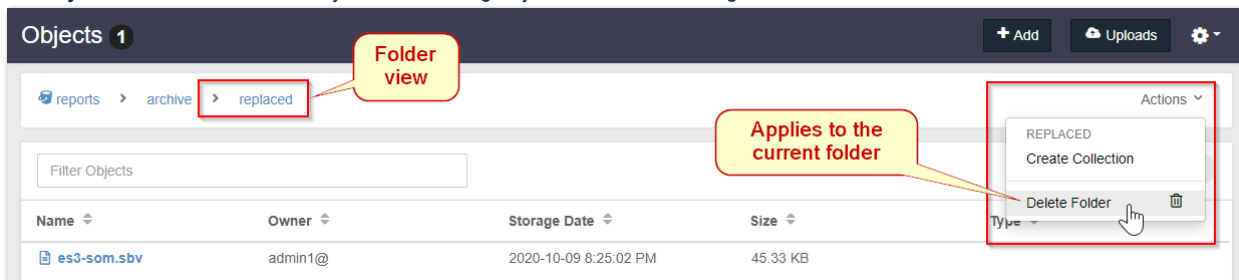 Objects 1
+ Add
Uploads
Folder
view
reports > archive > replaced
Actions
Applies to the
current folder
REPLACED
Create Collection
Delete Folder
Filter Objects
Name
Owner
Storage Date
Size
Type
es3-som.sbv
admin1@
2020-10-09 8:25:02 PM
45.33 KB